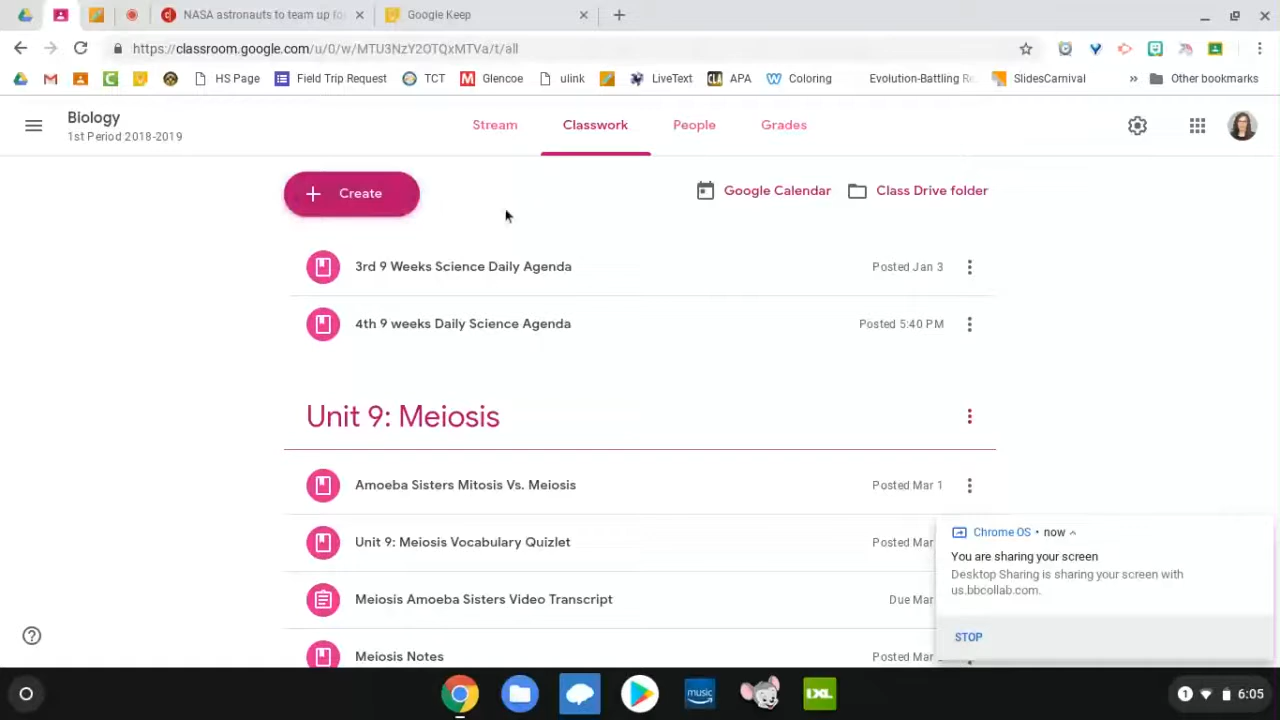 NASA astronauts to team up fo
Google Keep
https://classroom.google.com/u/0/w/MTU3NzY2OTQxMTVa/t/all
HS Page
Field Trip Request
TCT
Glencoe
ulink
LiveText
CLA
APA
Coloring
Evolution-Battling Re
SlidesCarnival
Other bookmarks
Biology
1st Period 2018-2019
Stream
Classwork
People
Grades
Create
Google Calendar
Class Drive folder
3rd 9 Weeks Science Daily Agenda
Posted Jan 3
4th 9 weeks Daily Science Agenda
Posted 5:40 PM
Unit 9: Meiosis
Amoeba Sisters Mitosis Vs. Meiosis
Posted Mar 1
Unit 9: Meiosis Vocabulary Quizlet
Posted Mar
Meiosis Amoeba Sisters Video Transcript
Due Mar
Meiosis Notes
Posted Mar
Chrome OS • now
You are sharing your screen
Desktop Sharing is sharing your screen with
us.bbcollab.com.
STOP
music
IXL
1
6:05